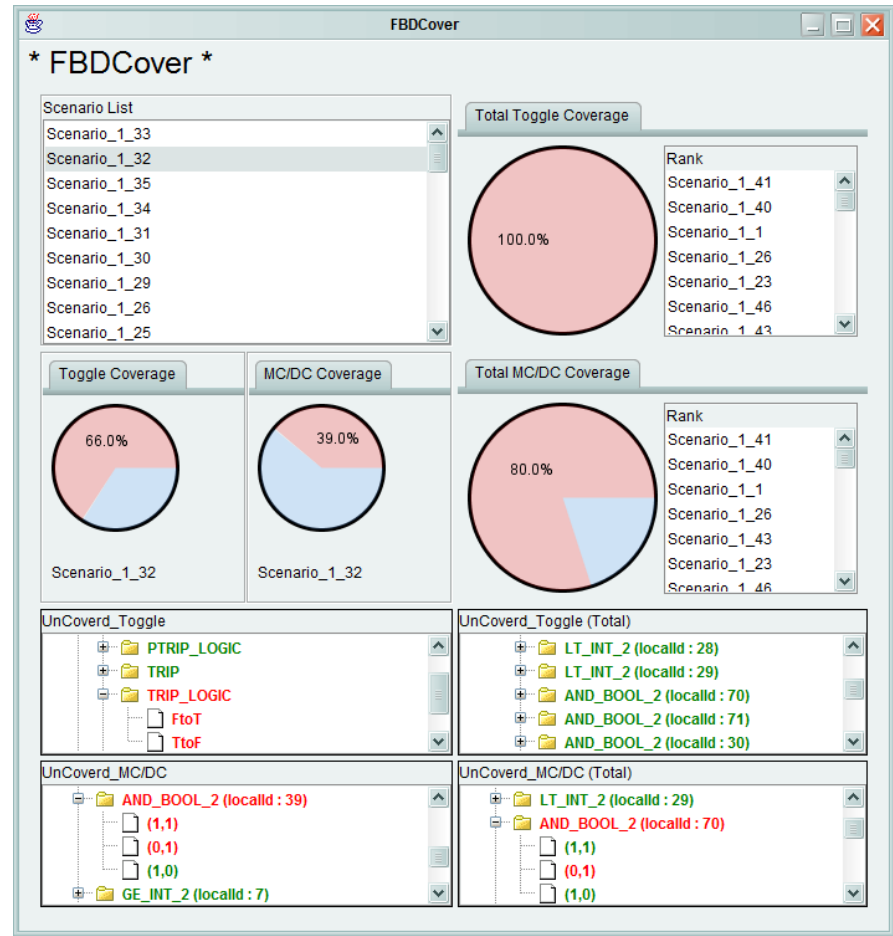 FBDCover
* FBDCover *
Scenario List
Scenario_1_33
Scenario_1_32
Scenario_1_35
Scenario_1_34
Scenario_1_31
Scenario_1_30
Scenario_1_29
Scenario_1_26
Scenario_1_25
Total Toggle Coverage
100.0%
Rank
Scenario_1_41
Scenario_1_40
Scenario_1_1
Scenario_1_26
Scenario_1_23
Scenario_1_46
Scenario_1_43
Toggle Coverage
66.0%
Scenario_1_32
MC/DC Coverage
39.0%
Scenario_1_32
Total MC/DC Coverage
80.0%
Rank
Scenario_1_41
Scenario_1_40
Scenario_1_1
Scenario_1_26
Scenario_1_43
Scenario_1_23
Scenario_1_46
UnCoverd_Toggle
PTRIP_LOGIC
TRIP
TRIP_LOGIC
FtoT
TtoF
UnCoverd_Toggle (Total)
LT_INT_2 (localId : 28)
LT_INT_2 (localId : 29)
AND_BOOL_2 (localId : 70)
AND_BOOL_2 (localId : 71)
AND_BOOL_2 (localId : 30)
UnCoverd_MC/DC
AND_BOOL_2 (localId : 39)
(1,1)
(0,1)
(1,0)
GE_INT_2 (localId : 7)
UnCoverd_MC/DC (Total)
LT_INT_2 (localId : 29)
AND_BOOL_2 (localId : 70)
(1,1)
(0,1)
(1,0)